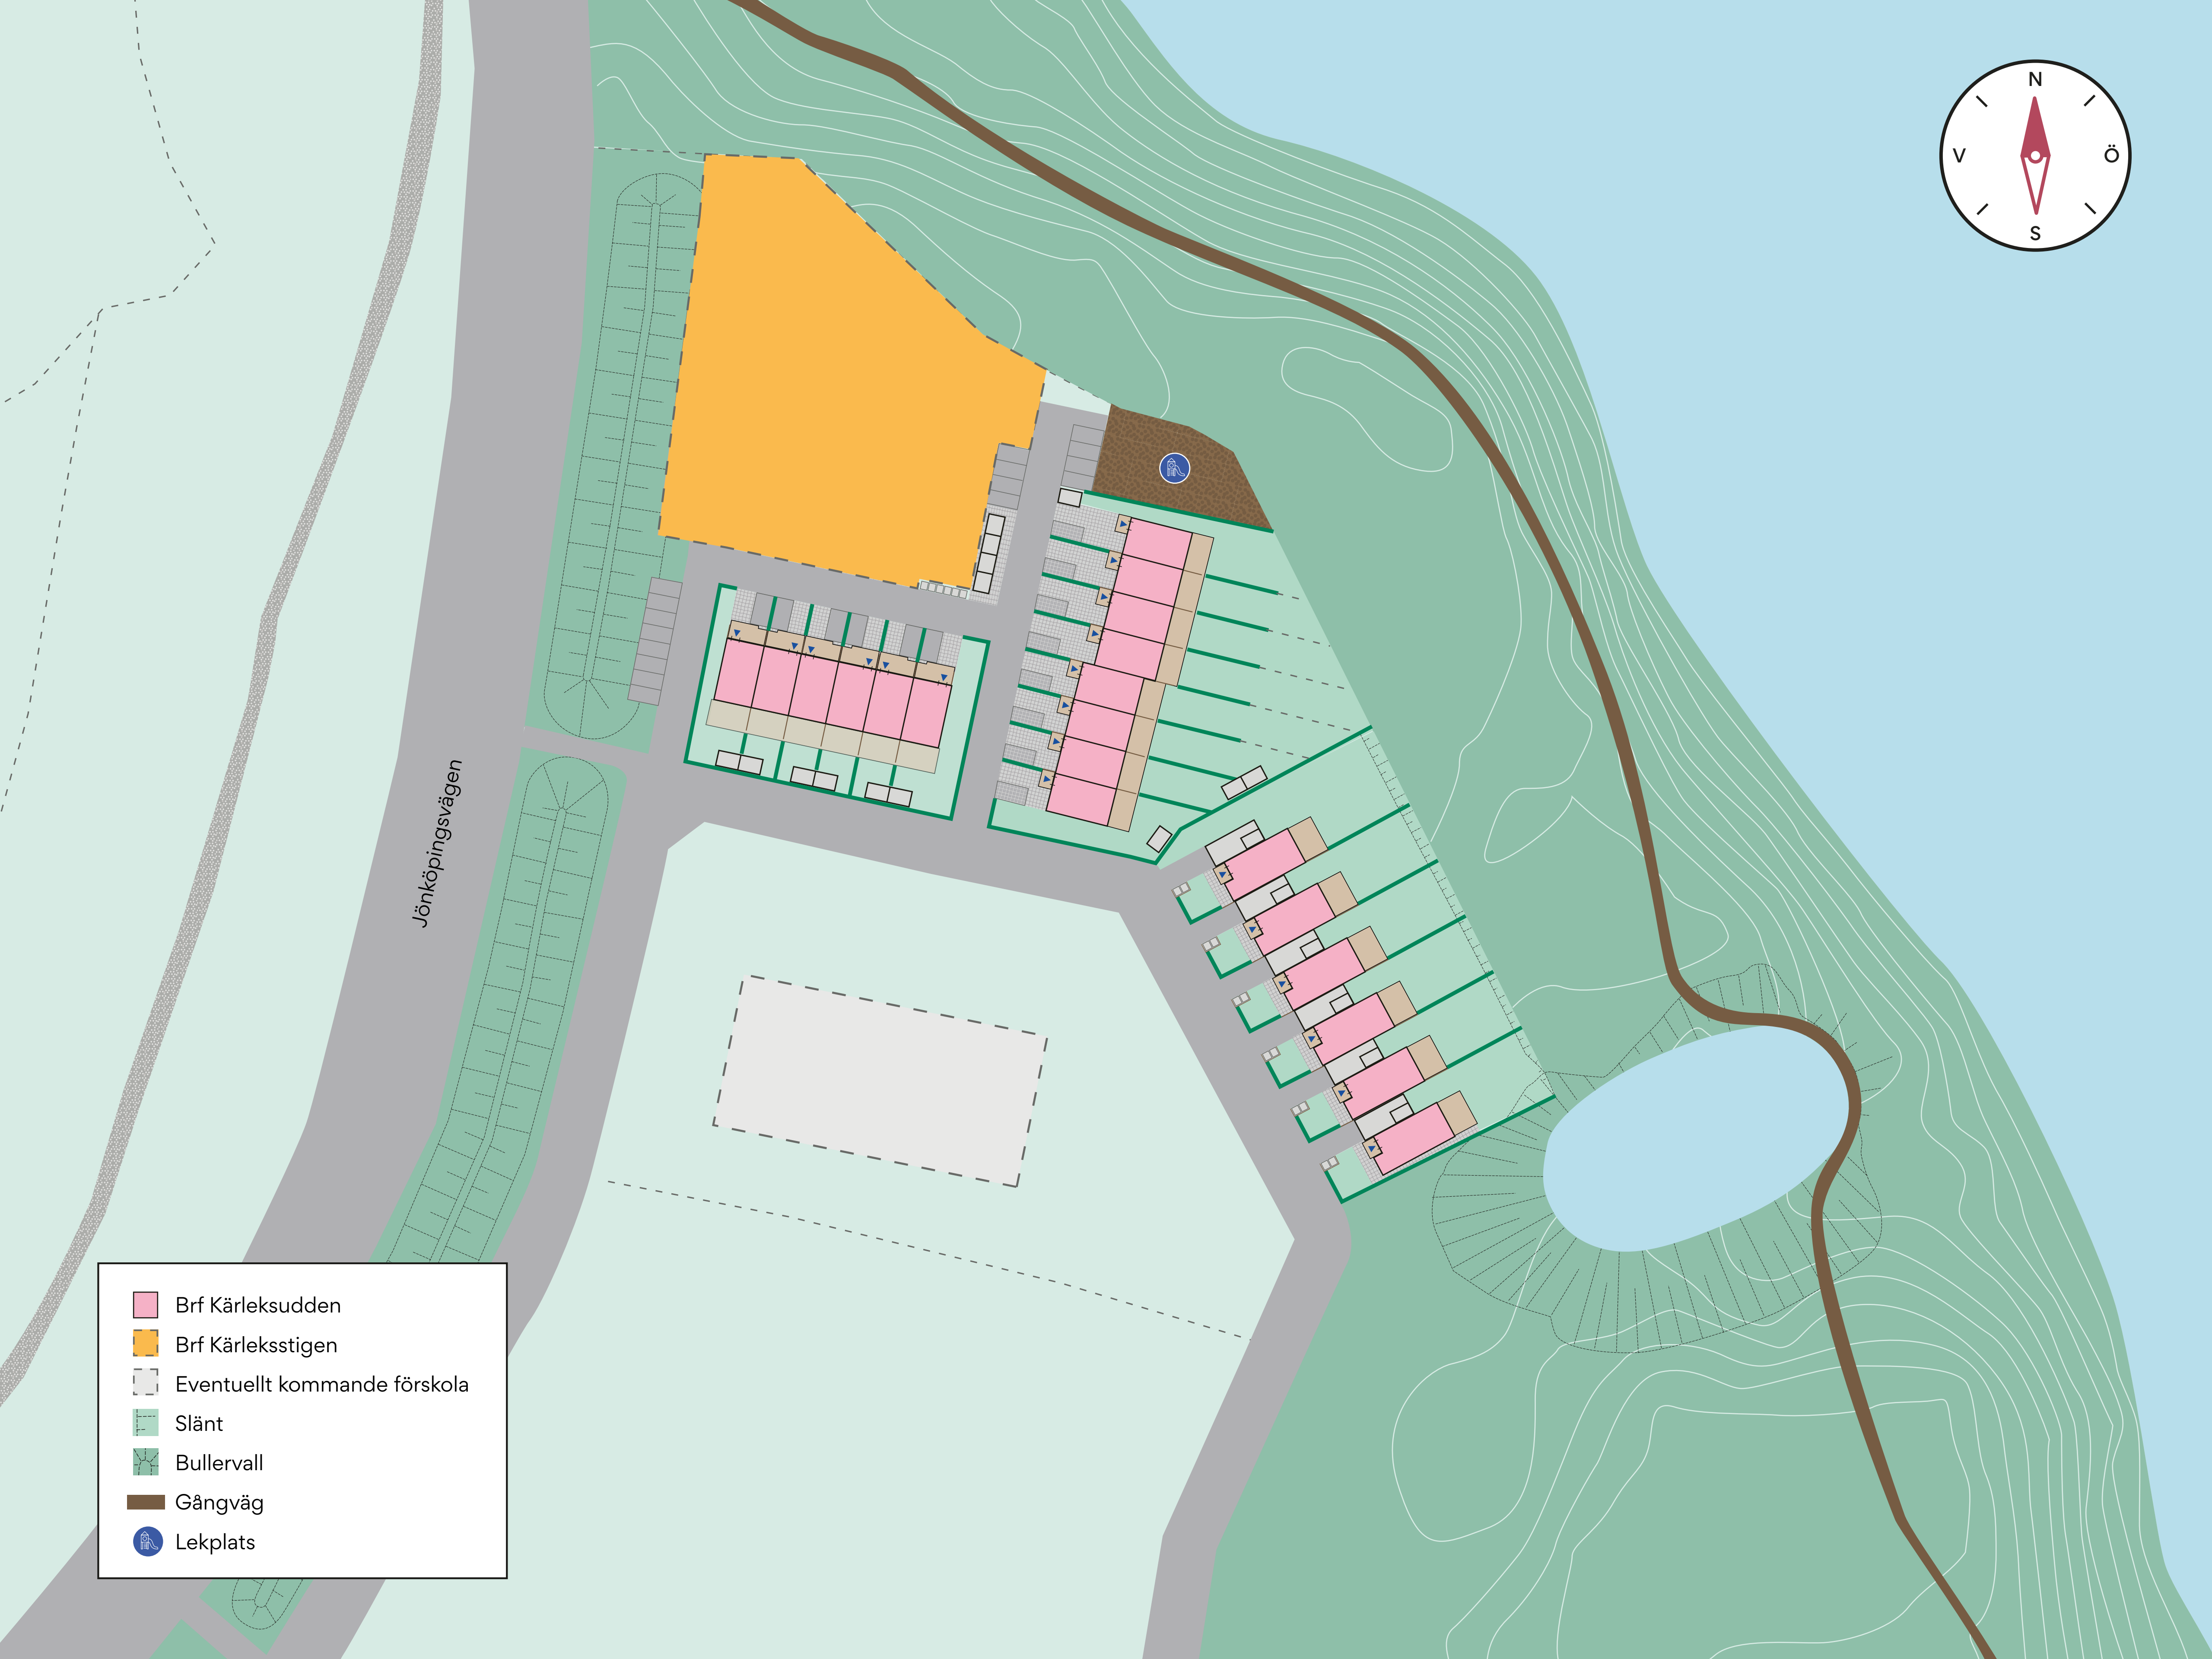 N
V
Ö
S
Jönköpingsvägen
Brf Kärleksudden
Brf Kärleksstigen
Eventuellt kommande förskola
Slänt
Bullervall
Gångväg
Lekplats